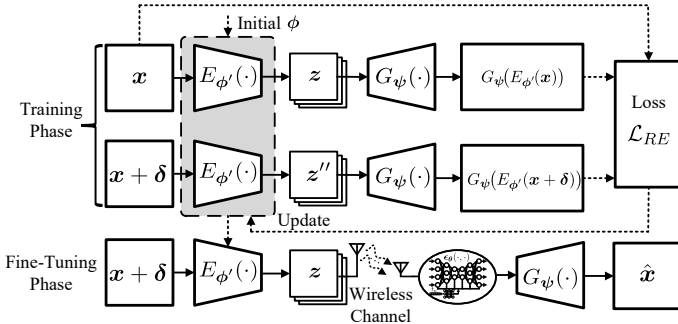 Initial ϕ
Training
Phase
x
E_ϕ′(·)
z
G_ψ(·)
G_ψ(E_ϕ′(x))
Loss
ℒ_RE
x + δ
E_ϕ′(·)
z′′
G_ψ(·)
G_ψ(E_ϕ′(x + δ))
Update
Fine-Tuning
Phase
x + δ
E_ϕ′(·)
z
Wireless
Channel
ϵ_θ(·,·)
G_ψ(·)
x̂